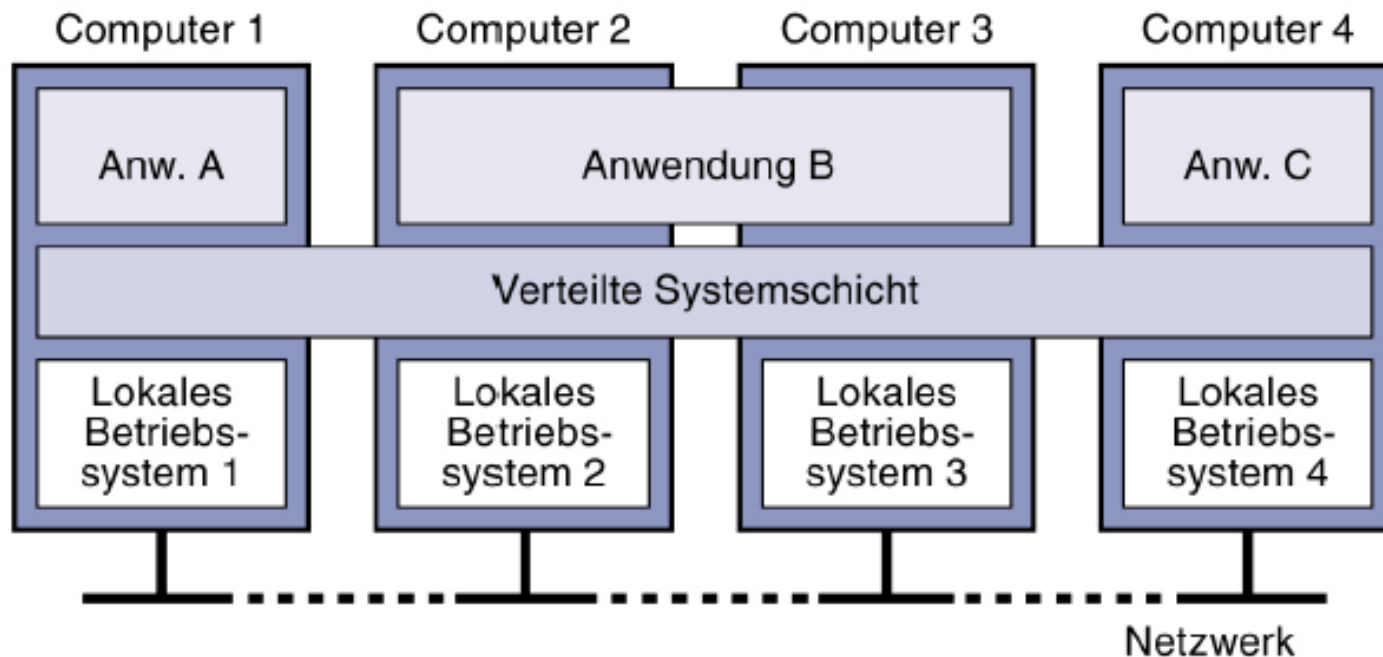 Computer 1
Computer 2
Computer 3
Computer 4
Anw. A
Anwendung B
Anw. C
Verteilte Systemschicht
Lokales
Betriebs-
system 1
Lokales
Betriebs-
system 2
Lokales
Betriebs-
system 3
Lokales
Betriebs-
system 4
Netzwerk